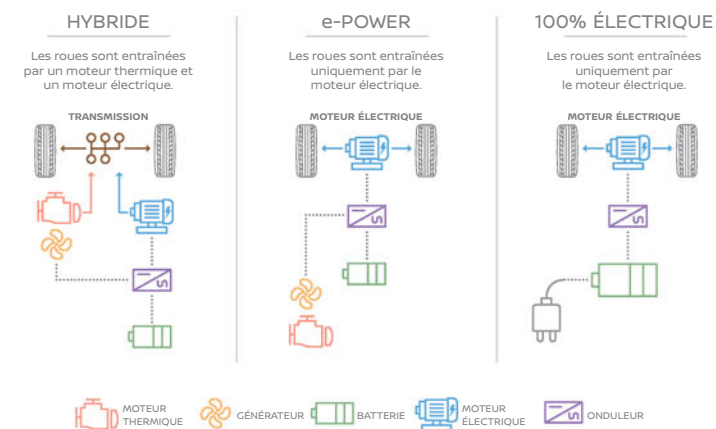 HYBRIDE
Les roues sont entraînées
par un moteur thermique et
un moteur électrique.
TRANSMISSION
e-POWER
Les roues sont entraînées
uniquement par le
moteur électrique.
MOTEUR ÉLECTRIQUE
100% ÉLECTRIQUE
Les roues sont entraînées
uniquement par
le moteur électrique.
MOTEUR ÉLECTRIQUE
MOTEUR
THERMIQUE
GÉNÉRATEUR
BATTERIE
MOTEUR
ÉLECTRIQUE
ONDULEUR